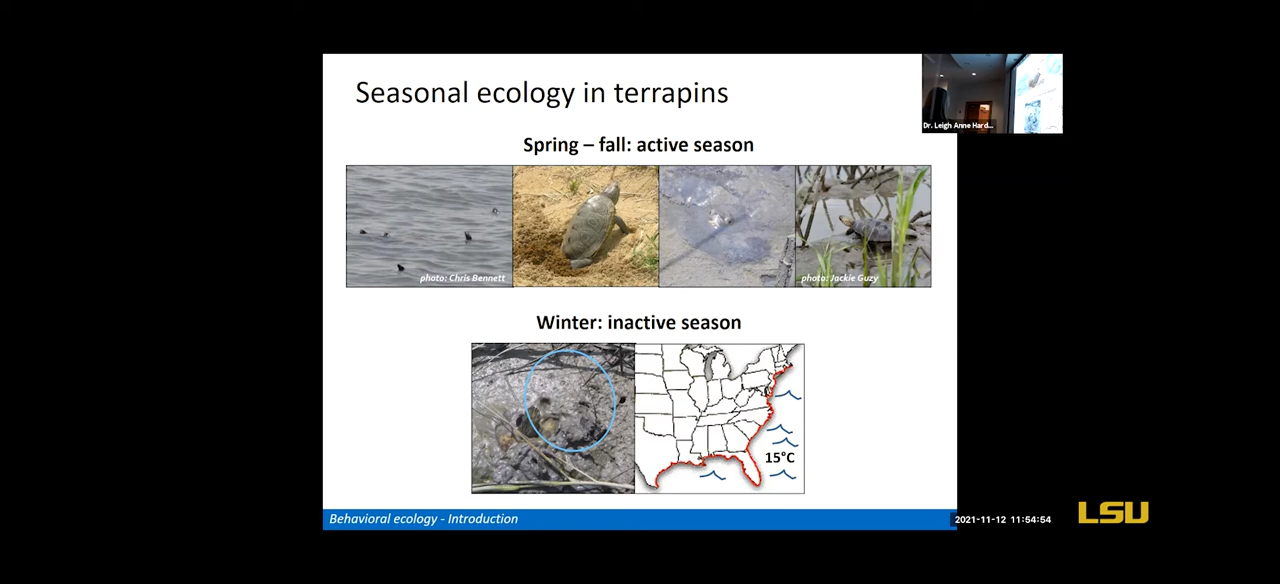 Seasonal ecology in terrapins
Dr. Leigh Anne Hard...
Spring – fall: active season
photo: Chris Bennett
photo: Jackie Guzy
Winter: inactive season
15°C
Behavioral ecology - Introduction
2021-11-12 11:54:54
LSU